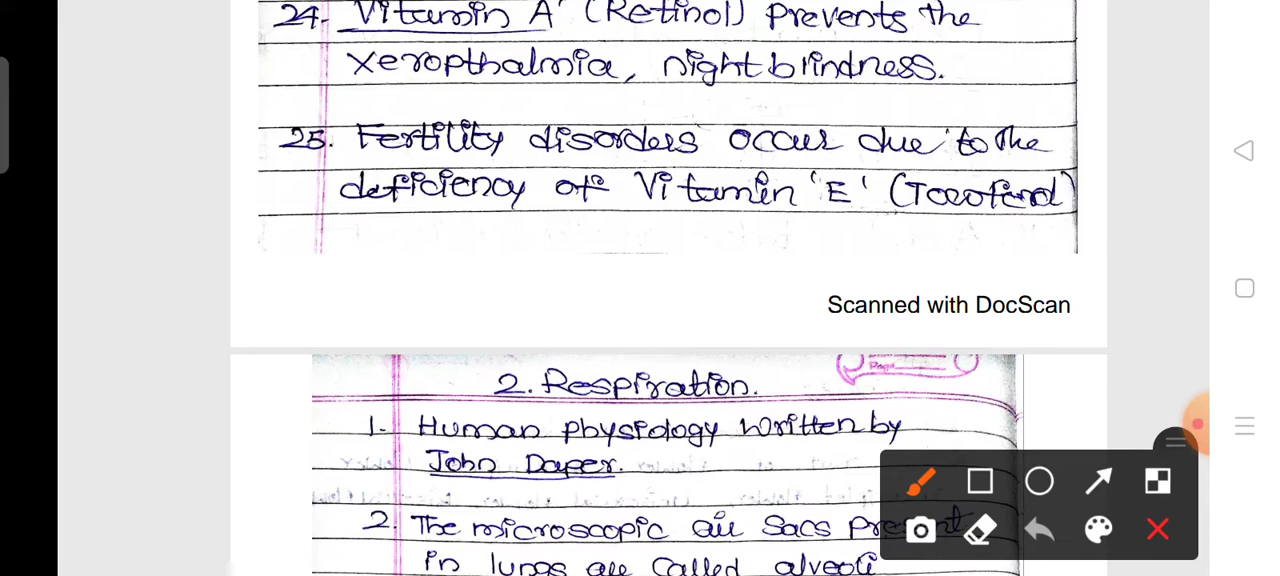 24. Vitamin A' (Retinol) prevents the
xeropthalmia, nightblindness.
25. Fertility disorders occur due to the
deficiency of Vitamin 'E' (Tocoferol)
Scanned with DocScan
Page
2. Respiration.
1. Human physiology written by
John Daper.
2. The microscopic air sacs present
in lungs are called alveoli